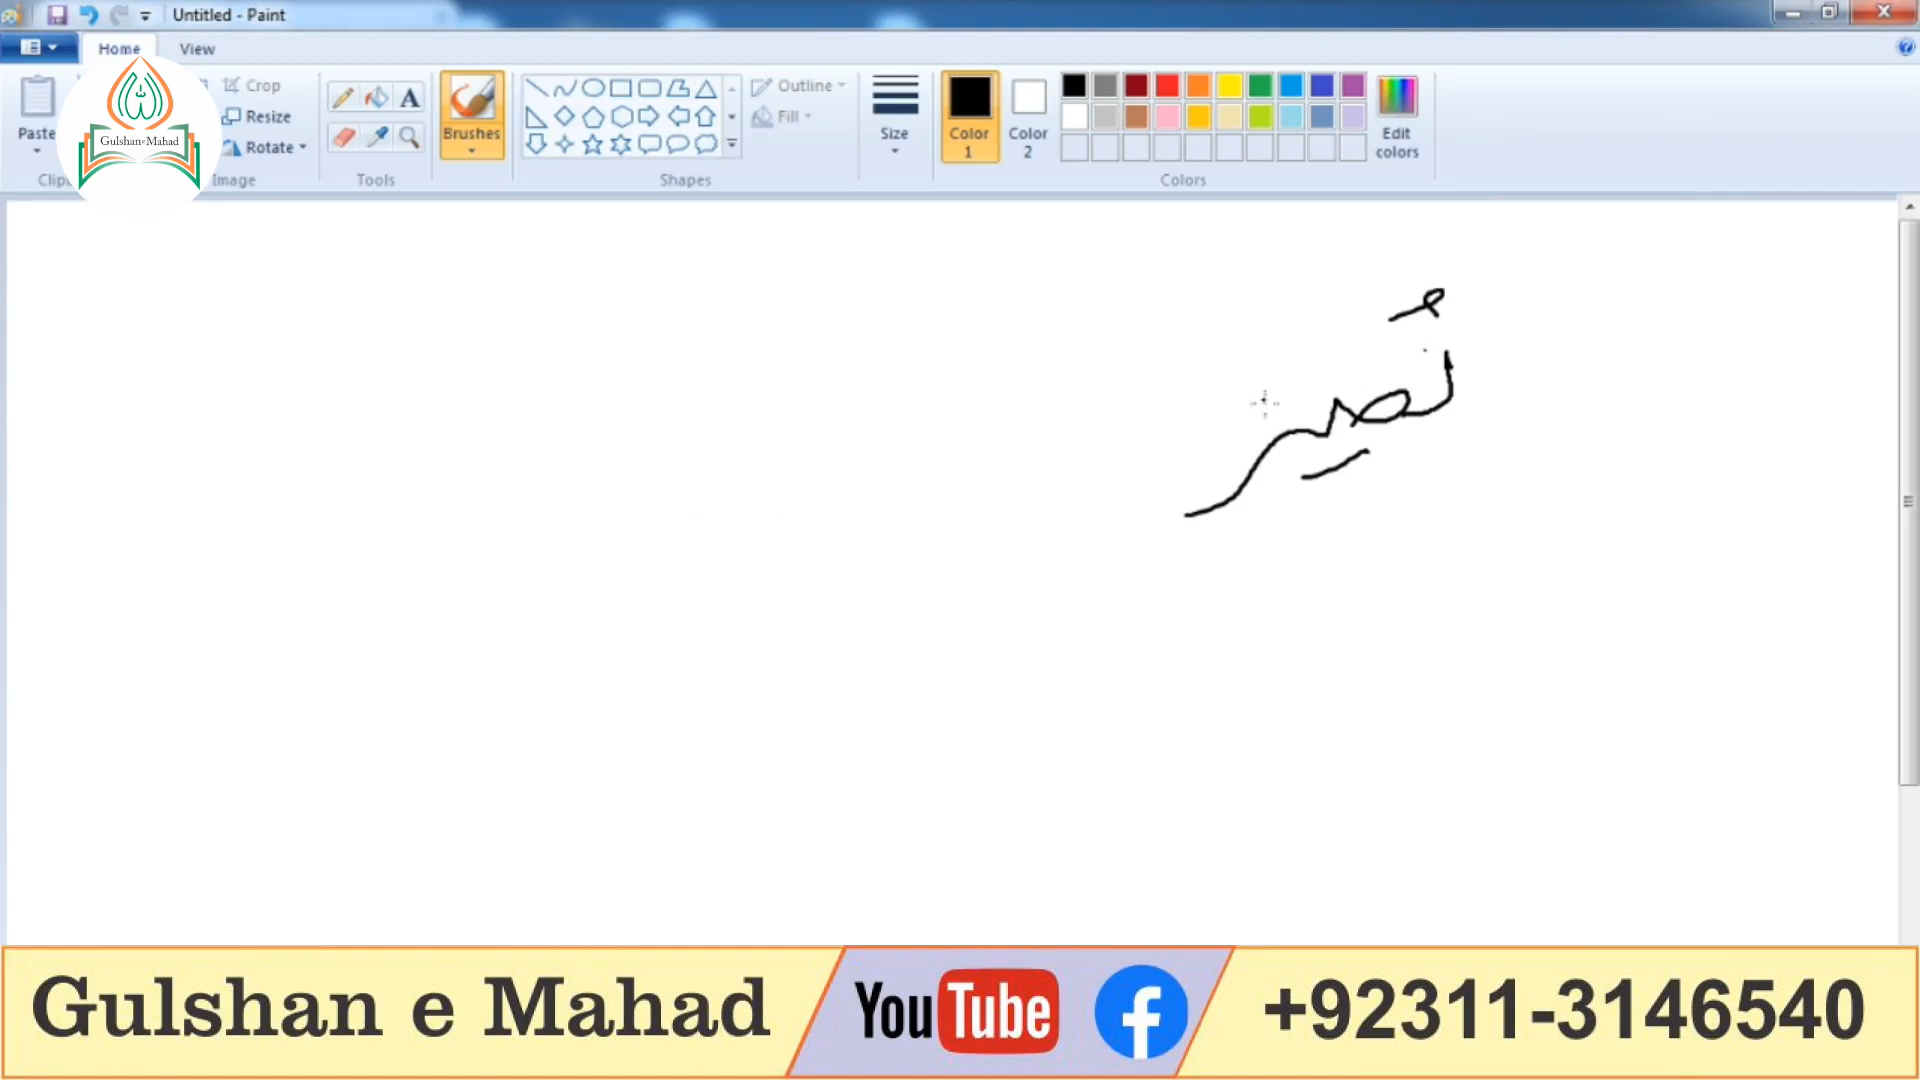 Untitled - Paint
Home View
Paste
Crop
Resize
Rotate
Image
Tools
Brushes
Shapes
Outline
Fill
Size
Color 1
Color 2
Edit colors
Colors
Gulshan e Mahad
نُصِر
Gulshan e Mahad YouTube f +92311-3146540